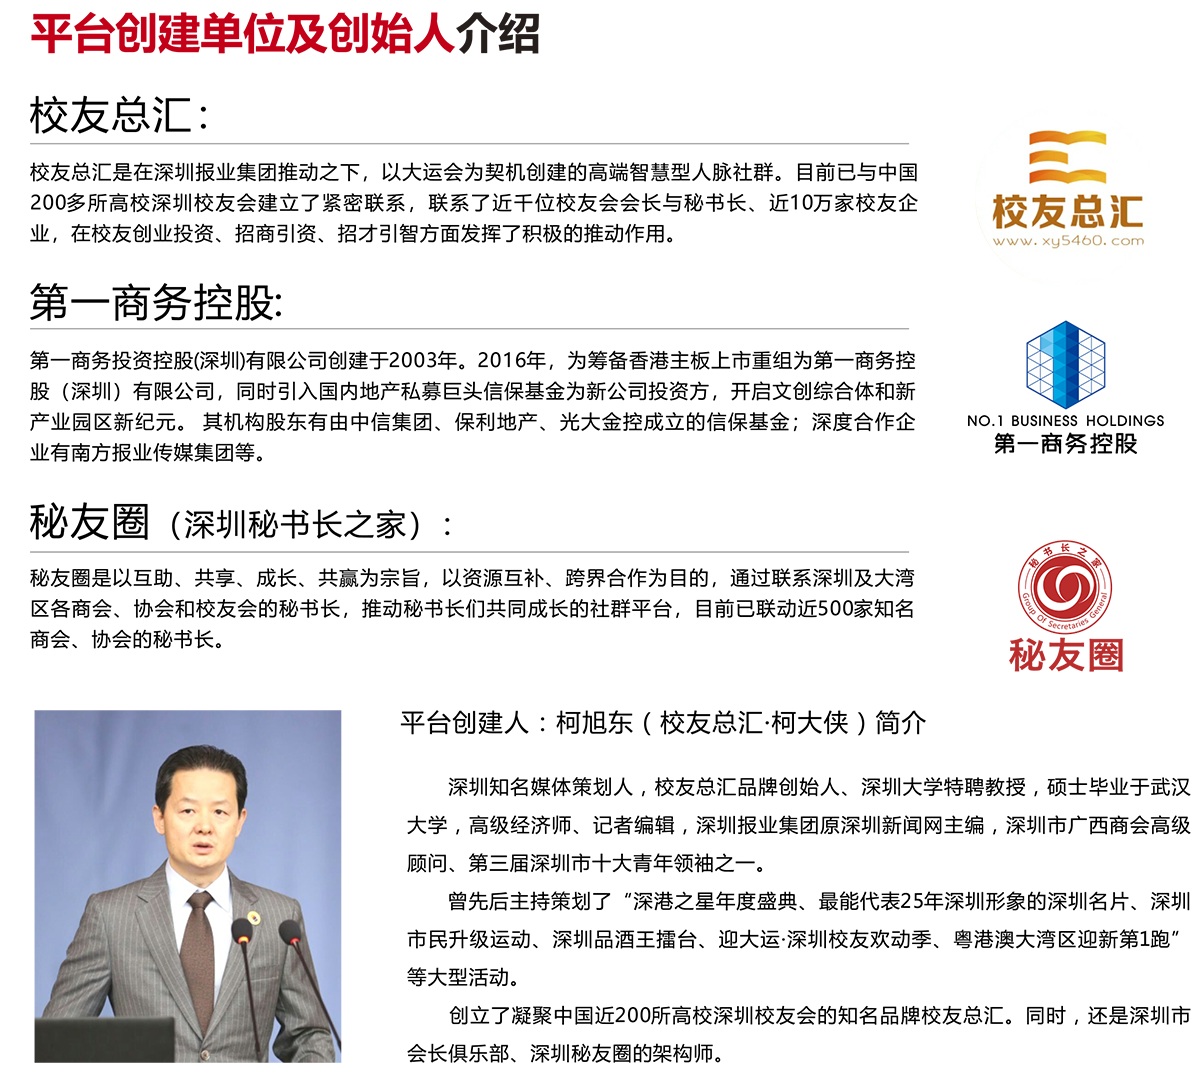 平台创建单位及创始人介绍
校友总汇：
校友总汇是在深圳报业集团推动之下，以大运会为契机创建的高端智慧型人脉社群。目前已与中国
200多所高校深圳校友会建立了紧密联系，联系了近千位校友会会长与秘书长、近10万家校友企
业，在校友创业投资、招商引资、招才引智方面发挥了积极的推动作用。
校友总汇
www.xy5460.com
第一商务控股:
第一商务投资控股(深圳)有限公司创建于2003年。2016年，为筹备香港主板上市重组为第一商务控
股（深圳）有限公司，同时引入国内地产私募巨头信保基金为新公司投资方，开启文创综合体和新
产业园区新纪元。 其机构股东有由中信集团、保利地产、光大金控成立的信保基金；深度合作企
业有南方报业传媒集团等。
NO.1 BUSINESS HOLDINGS
第一商务控股
秘友圈（深圳秘书长之家）:
秘友圈是以互助、共享、成长、共赢为宗旨，以资源互补、跨界合作为目的，通过联系深圳及大湾
区各商会、协会和校友会的秘书长，推动秘书长们共同成长的社群平台，目前已联动近500家知名
商会、协会的秘书长。
秘书长之家
Group Of Secretaries General
秘友圈
平台创建人：柯旭东（校友总汇·柯大侠）简介
深圳知名媒体策划人，校友总汇品牌创始人、深圳大学特聘教授，硕士毕业于武汉
大学，高级经济师、记者编辑，深圳报业集团原深圳新闻网主编，深圳市广西商会高级
顾问、第三届深圳市十大青年领袖之一。
曾先后主持策划了“深港之星年度盛典、最能代表25年深圳形象的深圳名片、深圳
市民升级运动、深圳品酒王擂台、迎大运·深圳校友欢动季、粤港澳大湾区迎新第1跑”
等大型活动。
创立了凝聚中国近200所高校深圳校友会的知名品牌校友总汇。同时，还是深圳市
会长俱乐部、深圳秘友圈的架构师。